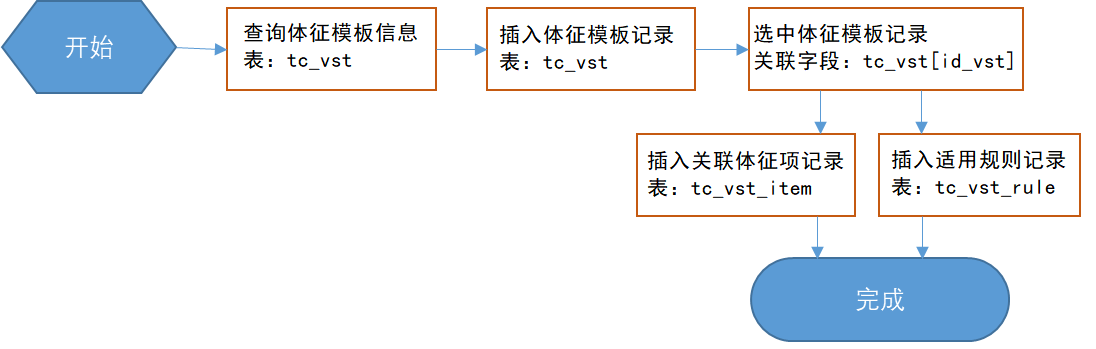 开始
查询体征模板信息
表：tc_vst
插入体征模板记录
表：tc_vst
选中体征模板记录
关联字段：tc_vst[id_vst]
插入关联体征项记录
表：tc_vst_item
插入适用规则记录
表：tc_vst_rule
完成